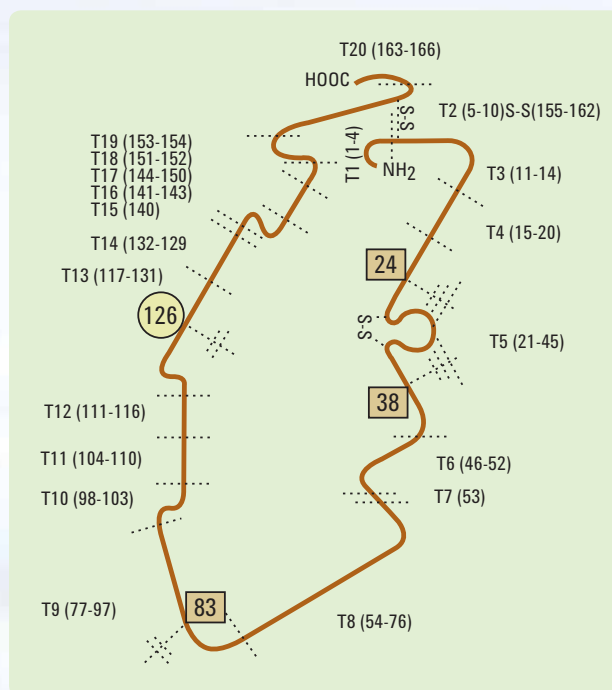 T20 (163-166)
HOOC
S-S
T2 (5-10)S-S(155-162)
T19 (153-154)
T18 (151-152)
T17 (144-150)
T16 (141-143)
T15 (140)
T1 (1-4)
NH2
T3 (11-14)
T14 (132-129
T4 (15-20)
T13 (117-131)
24
126
S-S
T5 (21-45)
38
T12 (111-116)
T11 (104-110)
T6 (46-52)
T10 (98-103)
T7 (53)
T9 (77-97)
83
T8 (54-76)